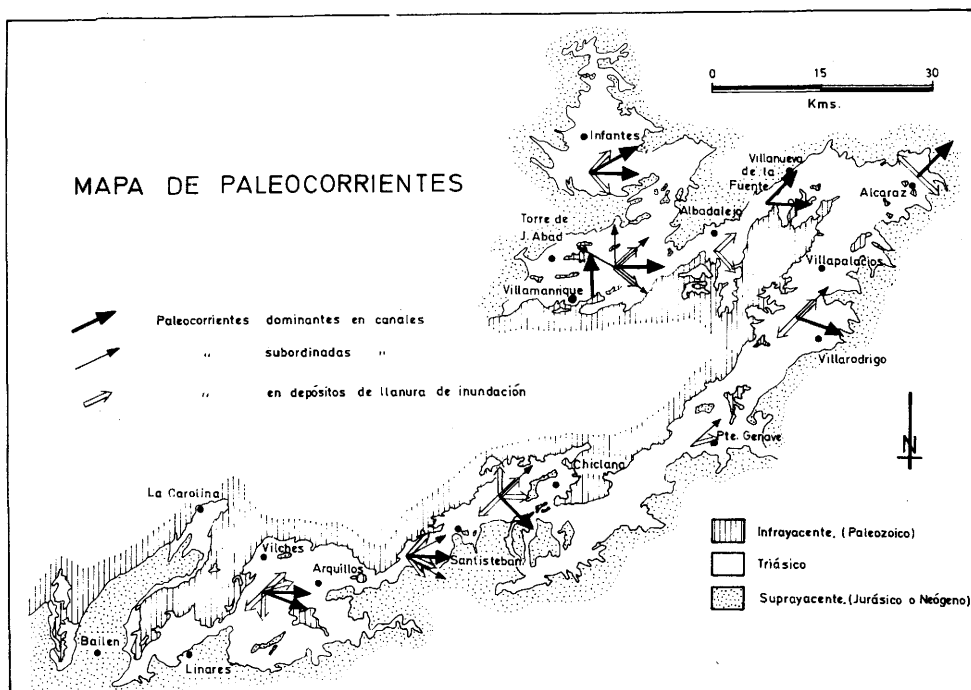 0 15 30
Kms.
Infantes
MAPA DE PALEOCORRIENTES
Villanueva
de la
Fuente
Alcaraz
Albadalejo
Torre de
J. Abad
Villapalacios
Villamanrique
Paleocorrientes dominantes en canales
" subordinadas "
" en depósitos de llanura de inundación
Villarodrigo
Pte. Genave
N
Chiclana
La Carolina
Vilches
Arquillos
Santisteban
Bailen
Linares
Infrayacente. (Paleozoico)
Triásico
Suprayacente. (Jurásico o Neógeno)